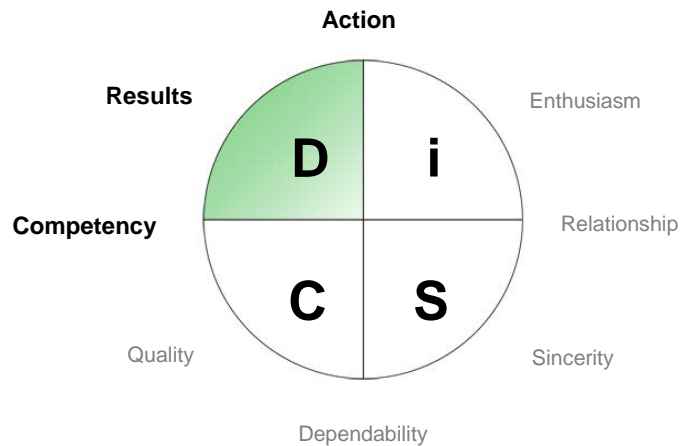 Action
Results
Enthusiasm
D i
Competency
Relationship
C S
Quality
Sincerity
Dependability